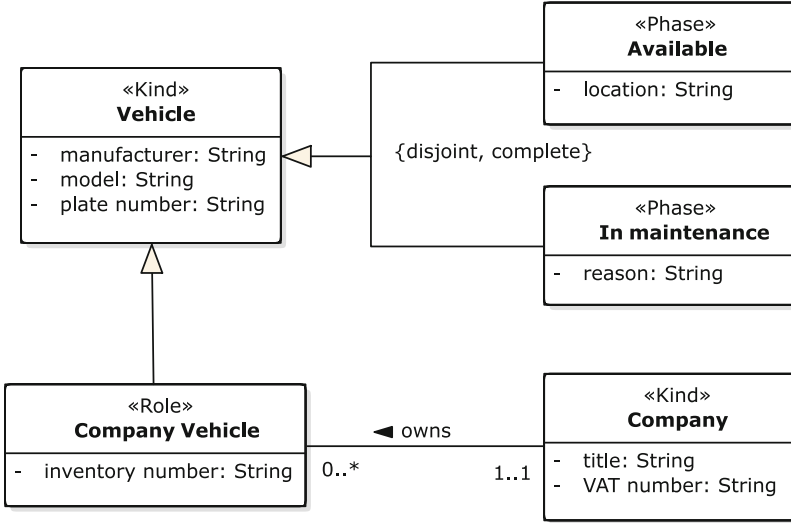 «Phase»
Available
- location: String
«Kind»
Vehicle
- manufacturer: String
- model: String
- plate number: String
{disjoint, complete}
«Phase»
In maintenance
- reason: String
«Role»
Company Vehicle
- inventory number: String
◄ owns
0..*
1..1
«Kind»
Company
- title: String
- VAT number: String